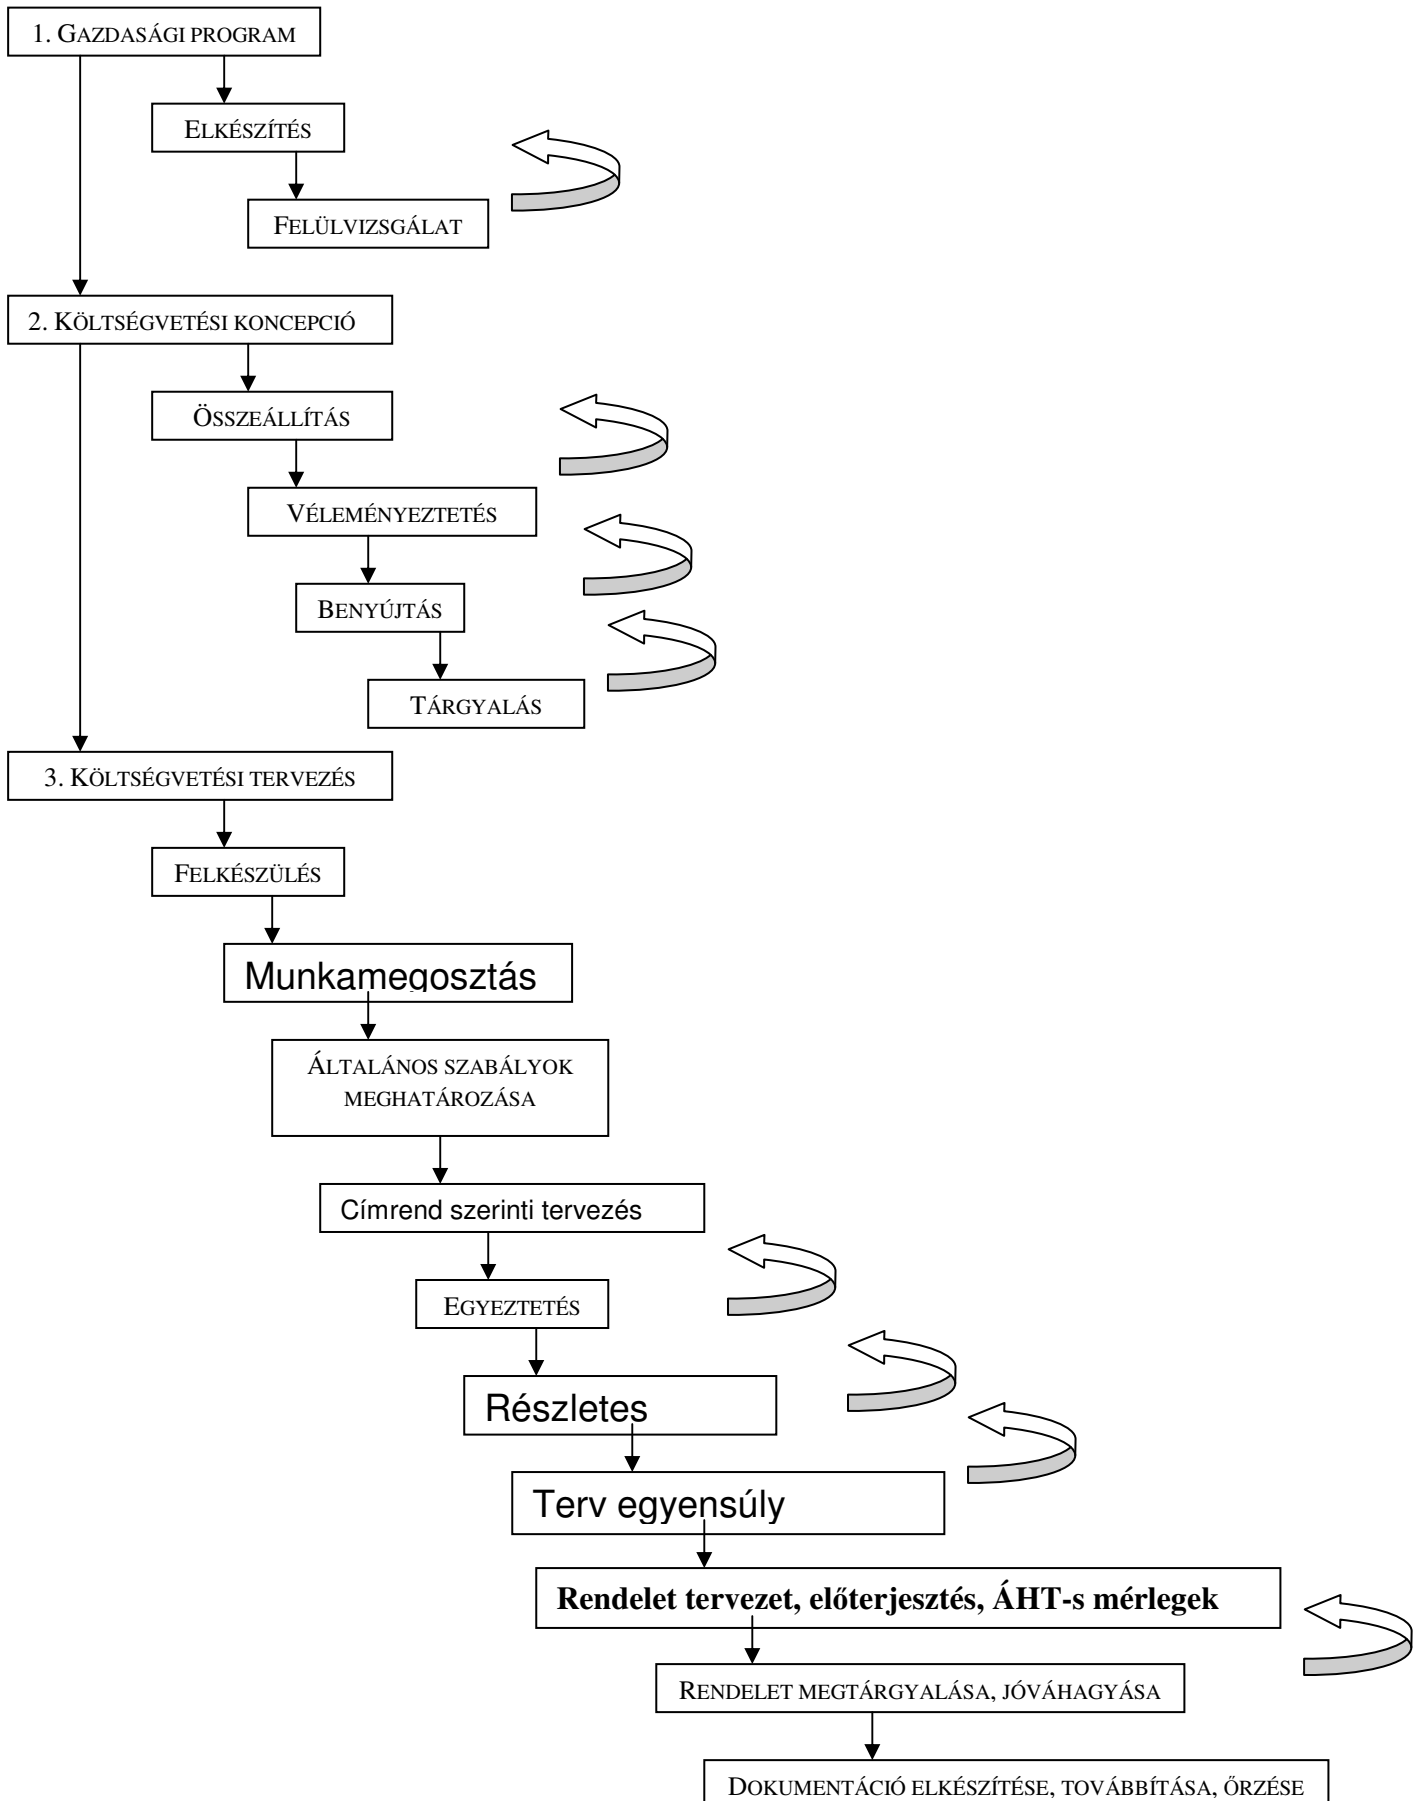 1. GAZDASÁGI PROGRAM
ELKÉSZÍTÉS
FELÜLVIZSGÁLAT
2. KÖLTSÉGVETÉSI KONCEPCIÓ
ÖSSZEÁLLÍTÁS
VÉLEMÉNYEZTETÉS
BENYÚJTÁS
TÁRGYALÁS
3. KÖLTSÉGVETÉSI TERVEZÉS
FELKÉSZÜLÉS
Munkamegosztás
ÁLTALÁNOS SZABÁLYOK
MEGHATÁROZÁSA
Címrend szerinti tervezés
EGYEZTETÉS
Részletes
Terv egyensúly
Rendelet tervezet, előterjesztés, ÁHT-s mérlegek
RENDELET MEGTÁRGYALÁSA, JÓVÁHAGYÁSA
DOKUMENTÁCIÓ ELKÉSZÍTÉSE, TOVÁBBÍTÁSA, ŐRZÉSE